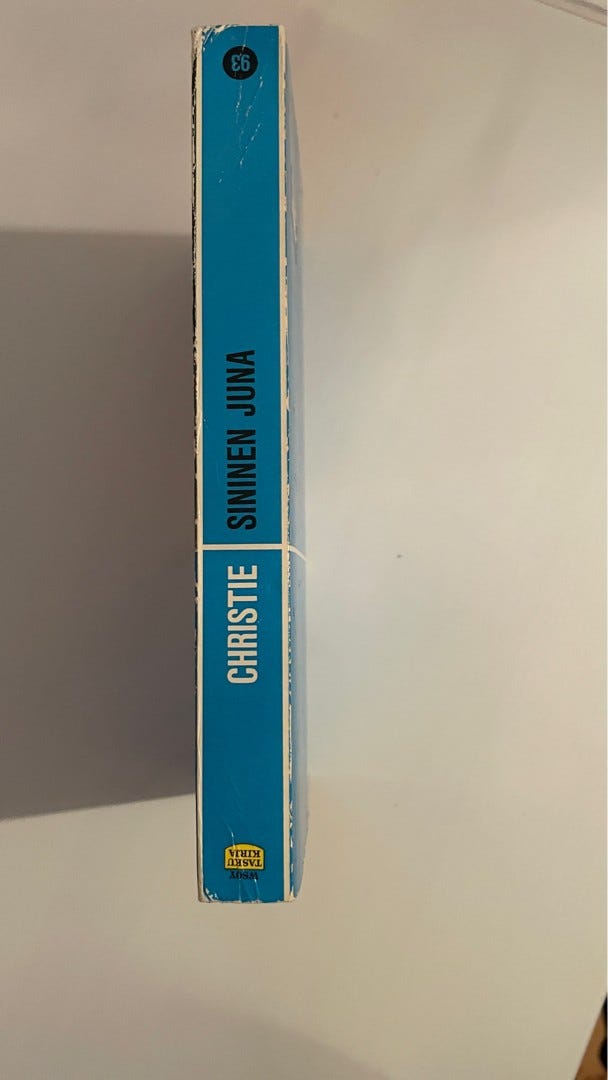 WSOY
TASKU
KIRJA
CHRISTIE
SININEN JUNA
93